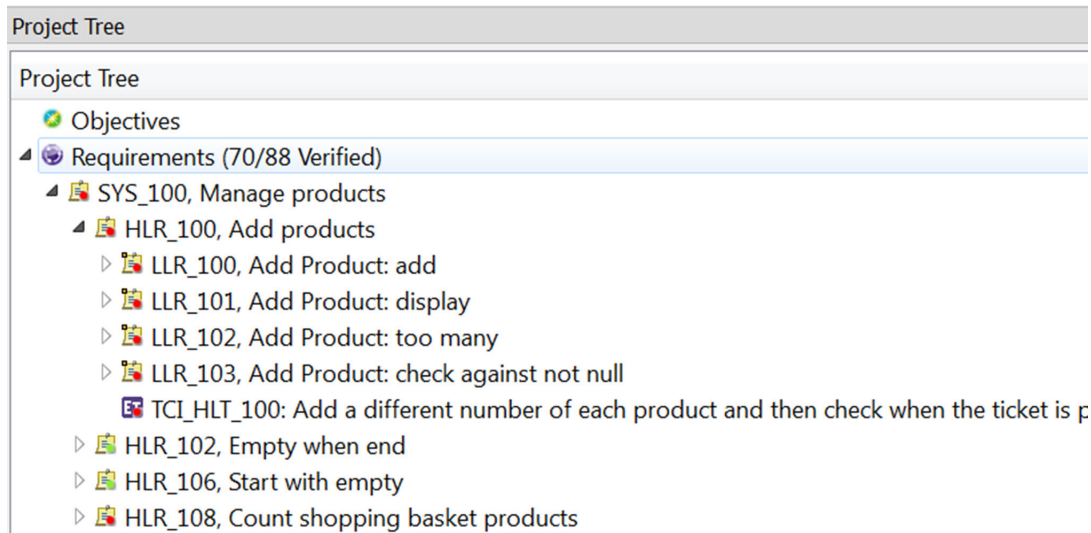 Project Tree
Project Tree
Objectives
Requirements (70/88 Verified)
SYS_100, Manage products
HLR_100, Add products
LLR_100, Add Product: add
LLR_101, Add Product: display
LLR_102, Add Product: too many
LLR_103, Add Product: check against not null
ET TCI_HLT_100: Add a different number of each product and then check when the ticket is p
HLR_102, Empty when end
HLR_106, Start with empty
HLR_108, Count shopping basket products